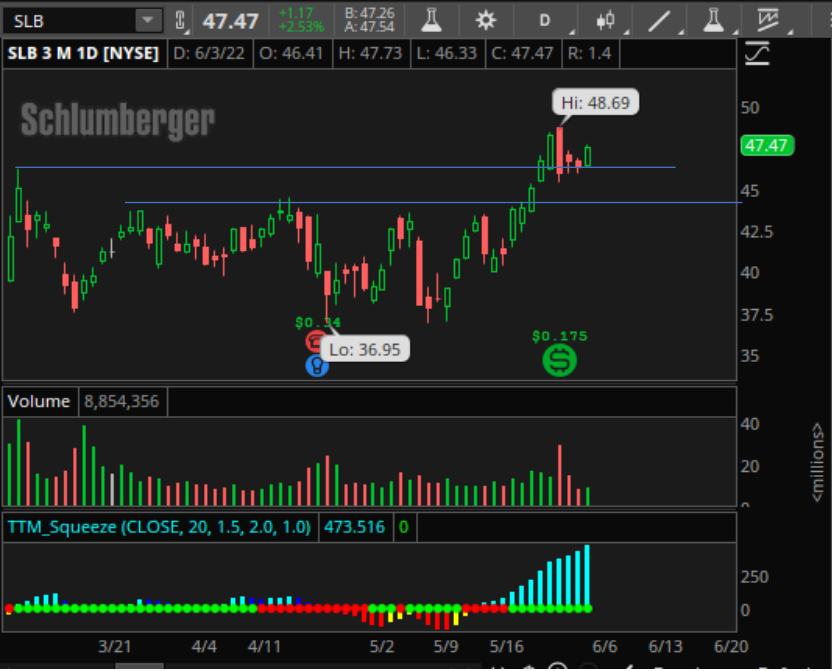 SLB 47.47 +1.17 B: 47.26 D
+2.53% A: 47.54
SLB 3 M 1D [NYSE] D: 6/3/22 O: 46.41 H: 47.73 L: 46.33 C: 47.47 R: 1.4
Schlumberger
Hi: 48.69
50
47.47
45
42.5
40
37.5
35
$0.34
Lo: 36.95
$0.175
$
Volume 8,854,356
40
20
0
<millions>
TTM_Squeeze (CLOSE, 20, 1.5, 2.0, 1.0) 473.516 0
250
0
3/21 4/4 4/11 5/2 5/9 5/16 6/6 6/13 6/20